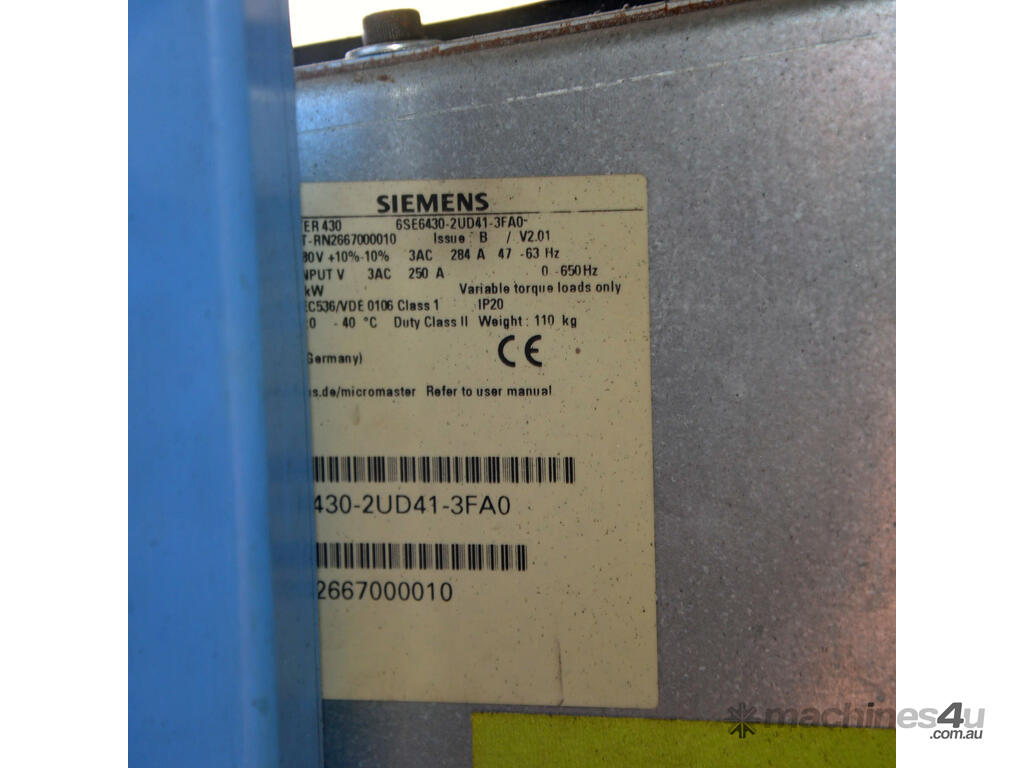 SIEMENS
TER 430 6SE6430-2UD41-3FA0-
T-RN2667000010 Issue: B / V2.01
80V +10%-10% 3AC 284 A 47 -63 Hz
NPUT V 3AC 250 A 0 -650Hz
kW Variable torque loads only
EC536/VDE 0106 Class 1 IP20
0 - 40 °C Duty Class II Weight: 110 kg
Germany)
CE
ns.de/micromaster Refer to user manual
430-2UD41-3FA0
2667000010
machines4u
.com.au